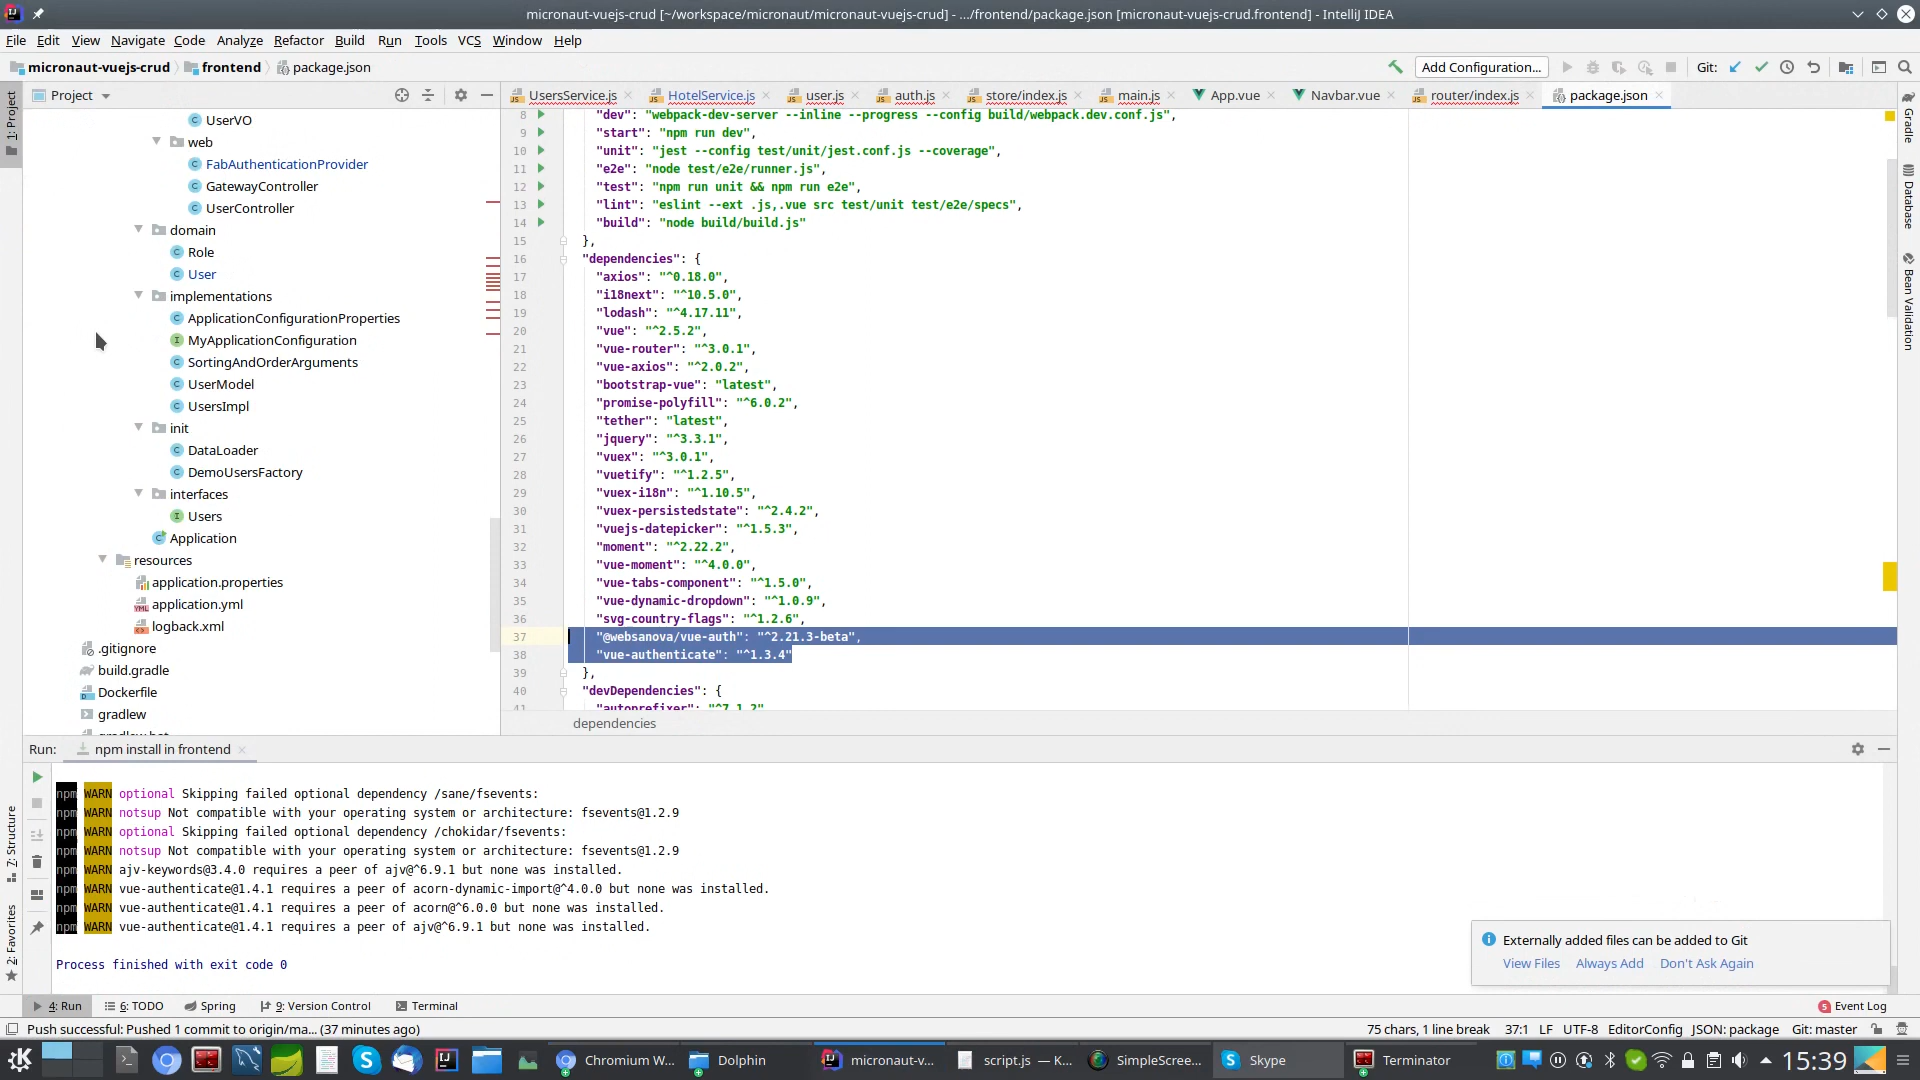 micronaut-vuejs-crud [~/workspace/micronaut/micronaut-vuejs-crud] - .../frontend/package.json [micronaut-vuejs-crud.frontend] - IntelliJ IDEA
File Edit View Navigate Code Analyze Refactor Build Run Tools VCS Window Help
micronaut-vuejs-crud frontend package.json
Add Configuration... Git:
Project
UsersService.js HotelService.js user.js auth.js store/index.js main.js App.vue Navbar.vue router/index.js package.json
1: Project
UserVO
web
FabAuthenticationProvider
GatewayController
UserController
domain
Role
User
implementations
ApplicationConfigurationProperties
MyApplicationConfiguration
SortingAndOrderArguments
UserModel
UsersImpl
init
DataLoader
DemoUsersFactory
interfaces
Users
Application
resources
application.properties
application.yml
logback.xml
.gitignore
build.gradle
Dockerfile
gradlew
gradlew.bat
8 "dev": "webpack-dev-server --inline --progress --config build/webpack.dev.conf.js",
9 "start": "npm run dev",
10 "unit": "jest --config test/unit/jest.conf.js --coverage",
11 "e2e": "node test/e2e/runner.js",
12 "test": "npm run unit && npm run e2e",
13 "lint": "eslint --ext .js,.vue src test/unit test/e2e/specs",
14 "build": "node build/build.js"
15 },
16 "dependencies": {
17 "axios": "^0.18.0",
18 "i18next": "^10.5.0",
19 "lodash": "^4.17.11",
20 "vue": "^2.5.2",
21 "vue-router": "^3.0.1",
22 "vue-axios": "^2.0.2",
23 "bootstrap-vue": "latest",
24 "promise-polyfill": "^6.0.2",
25 "tether": "latest",
26 "jquery": "^3.3.1",
27 "vuex": "^3.0.1",
28 "vuetify": "^1.2.5",
29 "vuex-i18n": "^1.10.5",
30 "vuex-persistedstate": "^2.4.2",
31 "vuejs-datepicker": "^1.5.3",
32 "moment": "^2.22.2",
33 "vue-moment": "^4.0.0",
34 "vue-tabs-component": "^1.5.0",
35 "vue-dynamic-dropdown": "^1.0.9",
36 "svg-country-flags": "^1.2.6",
37 "@websanova/vue-auth": "^2.21.3-beta",
38 "vue-authenticate": "^1.3.4"
39 },
40 "devDependencies": {
41 "autoprefixer": "^7.1.2"
dependencies
Gradle
Database
Bean Validation
Run: npm install in frontend
npm WARN optional Skipping failed optional dependency /sane/fsevents:
npm WARN notsup Not compatible with your operating system or architecture: fsevents@1.2.9
npm WARN optional Skipping failed optional dependency /chokidar/fsevents:
npm WARN notsup Not compatible with your operating system or architecture: fsevents@1.2.9
npm WARN ajv-keywords@3.4.0 requires a peer of ajv@^6.9.1 but none was installed.
npm WARN vue-authenticate@1.4.1 requires a peer of acorn-dynamic-import@^4.0.0 but none was installed.
npm WARN vue-authenticate@1.4.1 requires a peer of acorn@^6.0.0 but none was installed.
npm WARN vue-authenticate@1.4.1 requires a peer of ajv@^6.9.1 but none was installed.
Process finished with exit code 0
7: Structure
2: Favorites
Externally added files can be added to Git
View Files Always Add Don't Ask Again
4: Run 6: TODO Spring 9: Version Control Terminal 5 Event Log
Push successful: Pushed 1 commit to origin/ma... (37 minutes ago) 75 chars, 1 line break 37:1 LF UTF-8 EditorConfig JSON: package Git: master
Chromium W... Dolphin micronaut-v... script.js — K... SimpleScree... Skype Terminator 15:39